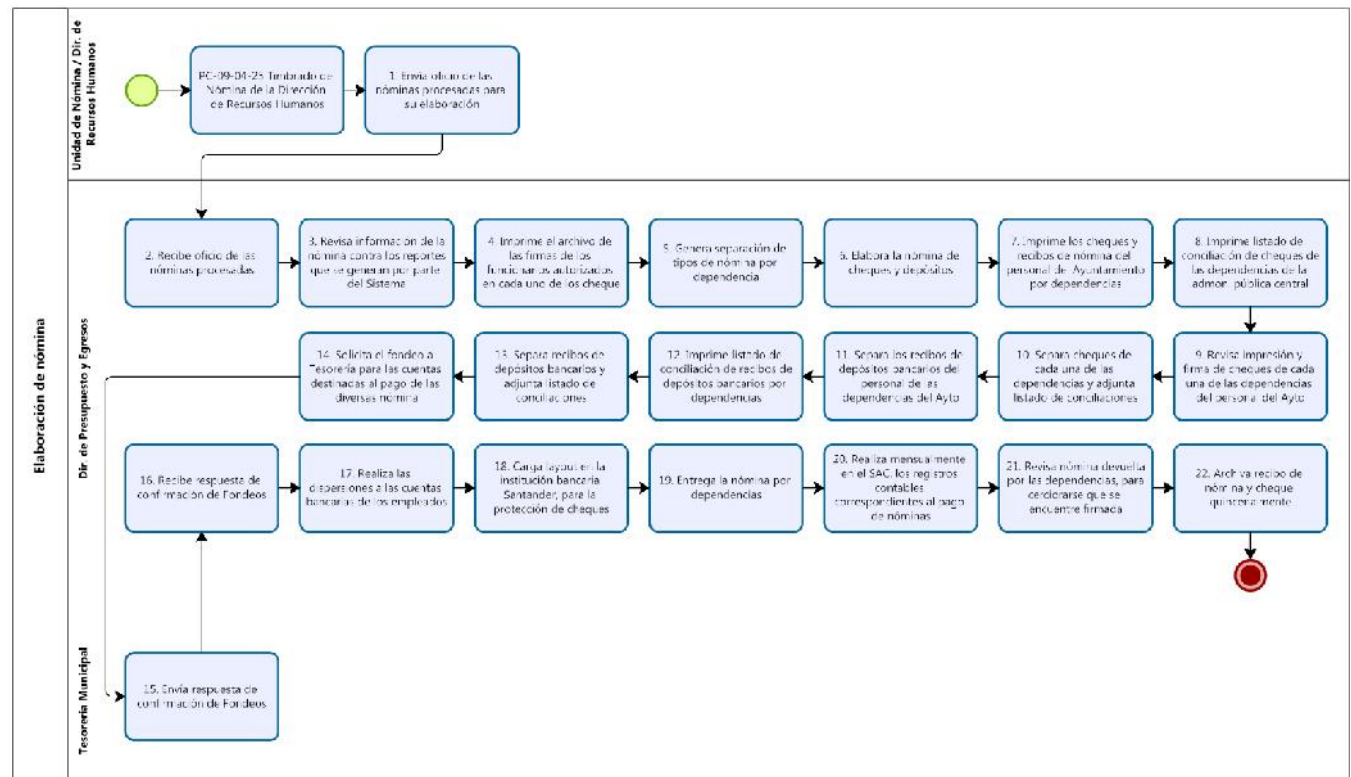 Elaboración de nómina
Unidad de Nómina / Dir. de
Recursos Humanos
PC-09-04-25 Timbrado de
Nómina de la Dirección
de Recursos Humanos
1. Envía oficio de las
nóminas procesadas para
su elaboración
Dir. de Presupuesto y Egresos
2. Recibe oficio de las
nóminas procesadas
3. Revisa información de la
nómina contra los reportes
que se generan por parte
del Sistema
4. Imprime el archivo de
las firmas de los
funcionarios autorizados
en cada uno de los cheque
5. Genera separación de
tipos de nómina por
dependencia
6. Elabora la nómina de
cheques y depósitos
7. Imprime los cheques y
recibos de nómina del
personal del Ayuntamiento
por dependencias
8. Imprime listado de
conciliación de cheques de
las dependencias de la
admon. pública central
9. Revisa impresión y
firma de cheques de cada
una de las dependencias
del personal del Ayto
10. Separa cheques de
cada una de las
dependencias y adjunta
listado de conciliaciones
11. Separa los recibos de
depósitos bancarios del
personal de las
dependencias del Ayto
12. Imprime listado de
conciliación de recibos de
depósitos bancarios por
dependencias
13. Separa recibos de
depósitos bancarios y
adjunta listado de
conciliaciones
14. Solicita el fondeo a
Tesorería para las cuentas
destinadas al pago de las
diversas nómina
Tesorería Municipal
15. Envía respuesta de
confirmación de Fondeos
16. Recibe respuesta de
confirmación de Fondeos
17. Realiza las
dispersiones a las cuentas
bancarias de los empleados
18. Carga layout en la
institución bancaria
Santander, para la
protección de cheques
19. Entrega la nómina por
dependencias
20. Realiza mensualmente
en el SAC, los registros
contables
correspondientes al pago
de nóminas
21. Revisa nómina devuelta
por las dependencias, para
cerciorarse que se
encuentre firmada
22. Archiva recibo de
nómina y cheque
quincenalmente